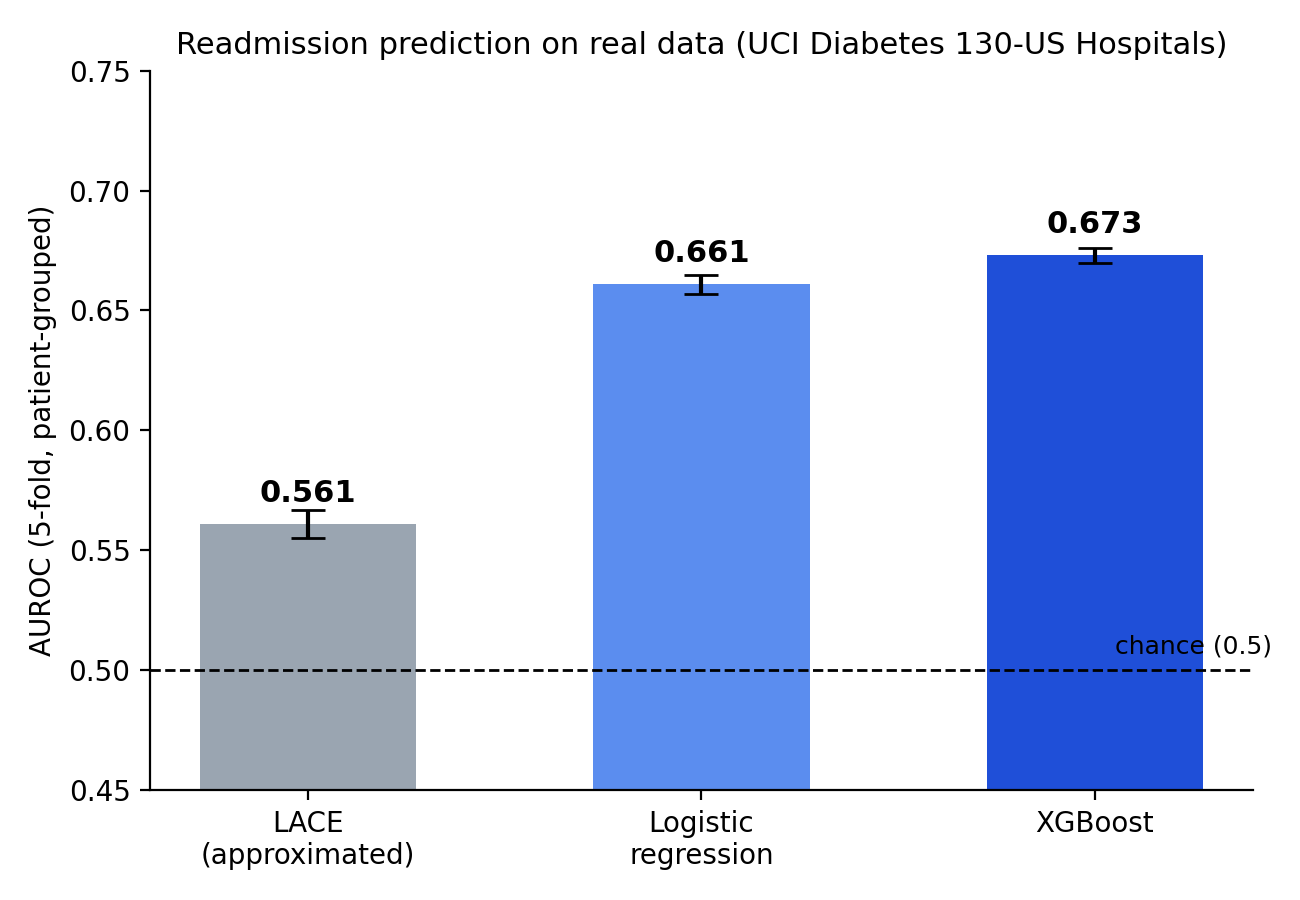 Readmission prediction on real data (UCI Diabetes 130-US Hospitals)
AUROC (5-fold, patient-grouped)
0.75
0.70
0.65
0.60
0.55
0.50
0.45
0.561
0.661
0.673
chance (0.5)
LACE
(approximated)
Logistic
regression
XGBoost